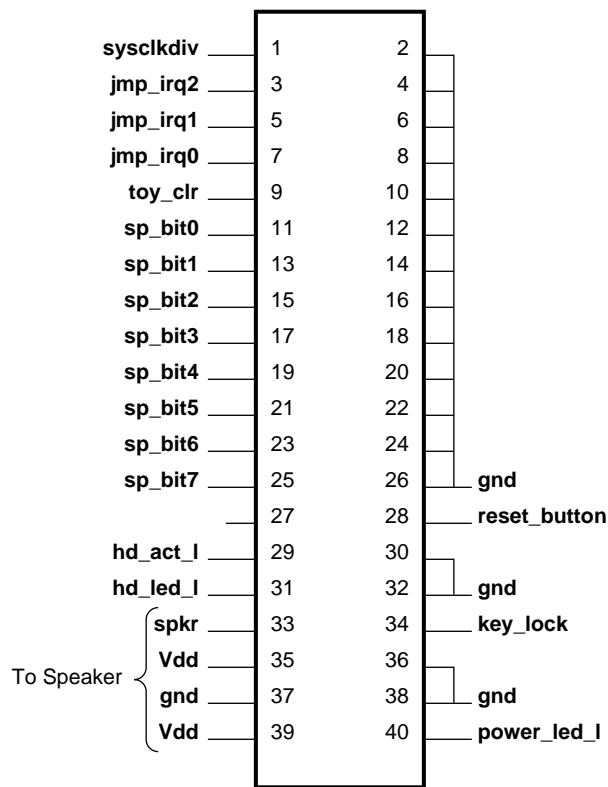 sysclkdiv 1 2
jmp_irq2 3 4
jmp_irq1 5 6
jmp_irq0 7 8
toy_clr 9 10
sp_bit0 11 12
sp_bit1 13 14
sp_bit2 15 16
sp_bit3 17 18
sp_bit4 19 20
sp_bit5 21 22
sp_bit6 23 24
sp_bit7 25 26 gnd
27 28 reset_button
hd_act_l 29 30
hd_led_l 31 32 gnd
spkr 33 34 key_lock
Vdd 35 36
To Speaker
gnd 37 38 gnd
Vdd 39 40 power_led_l